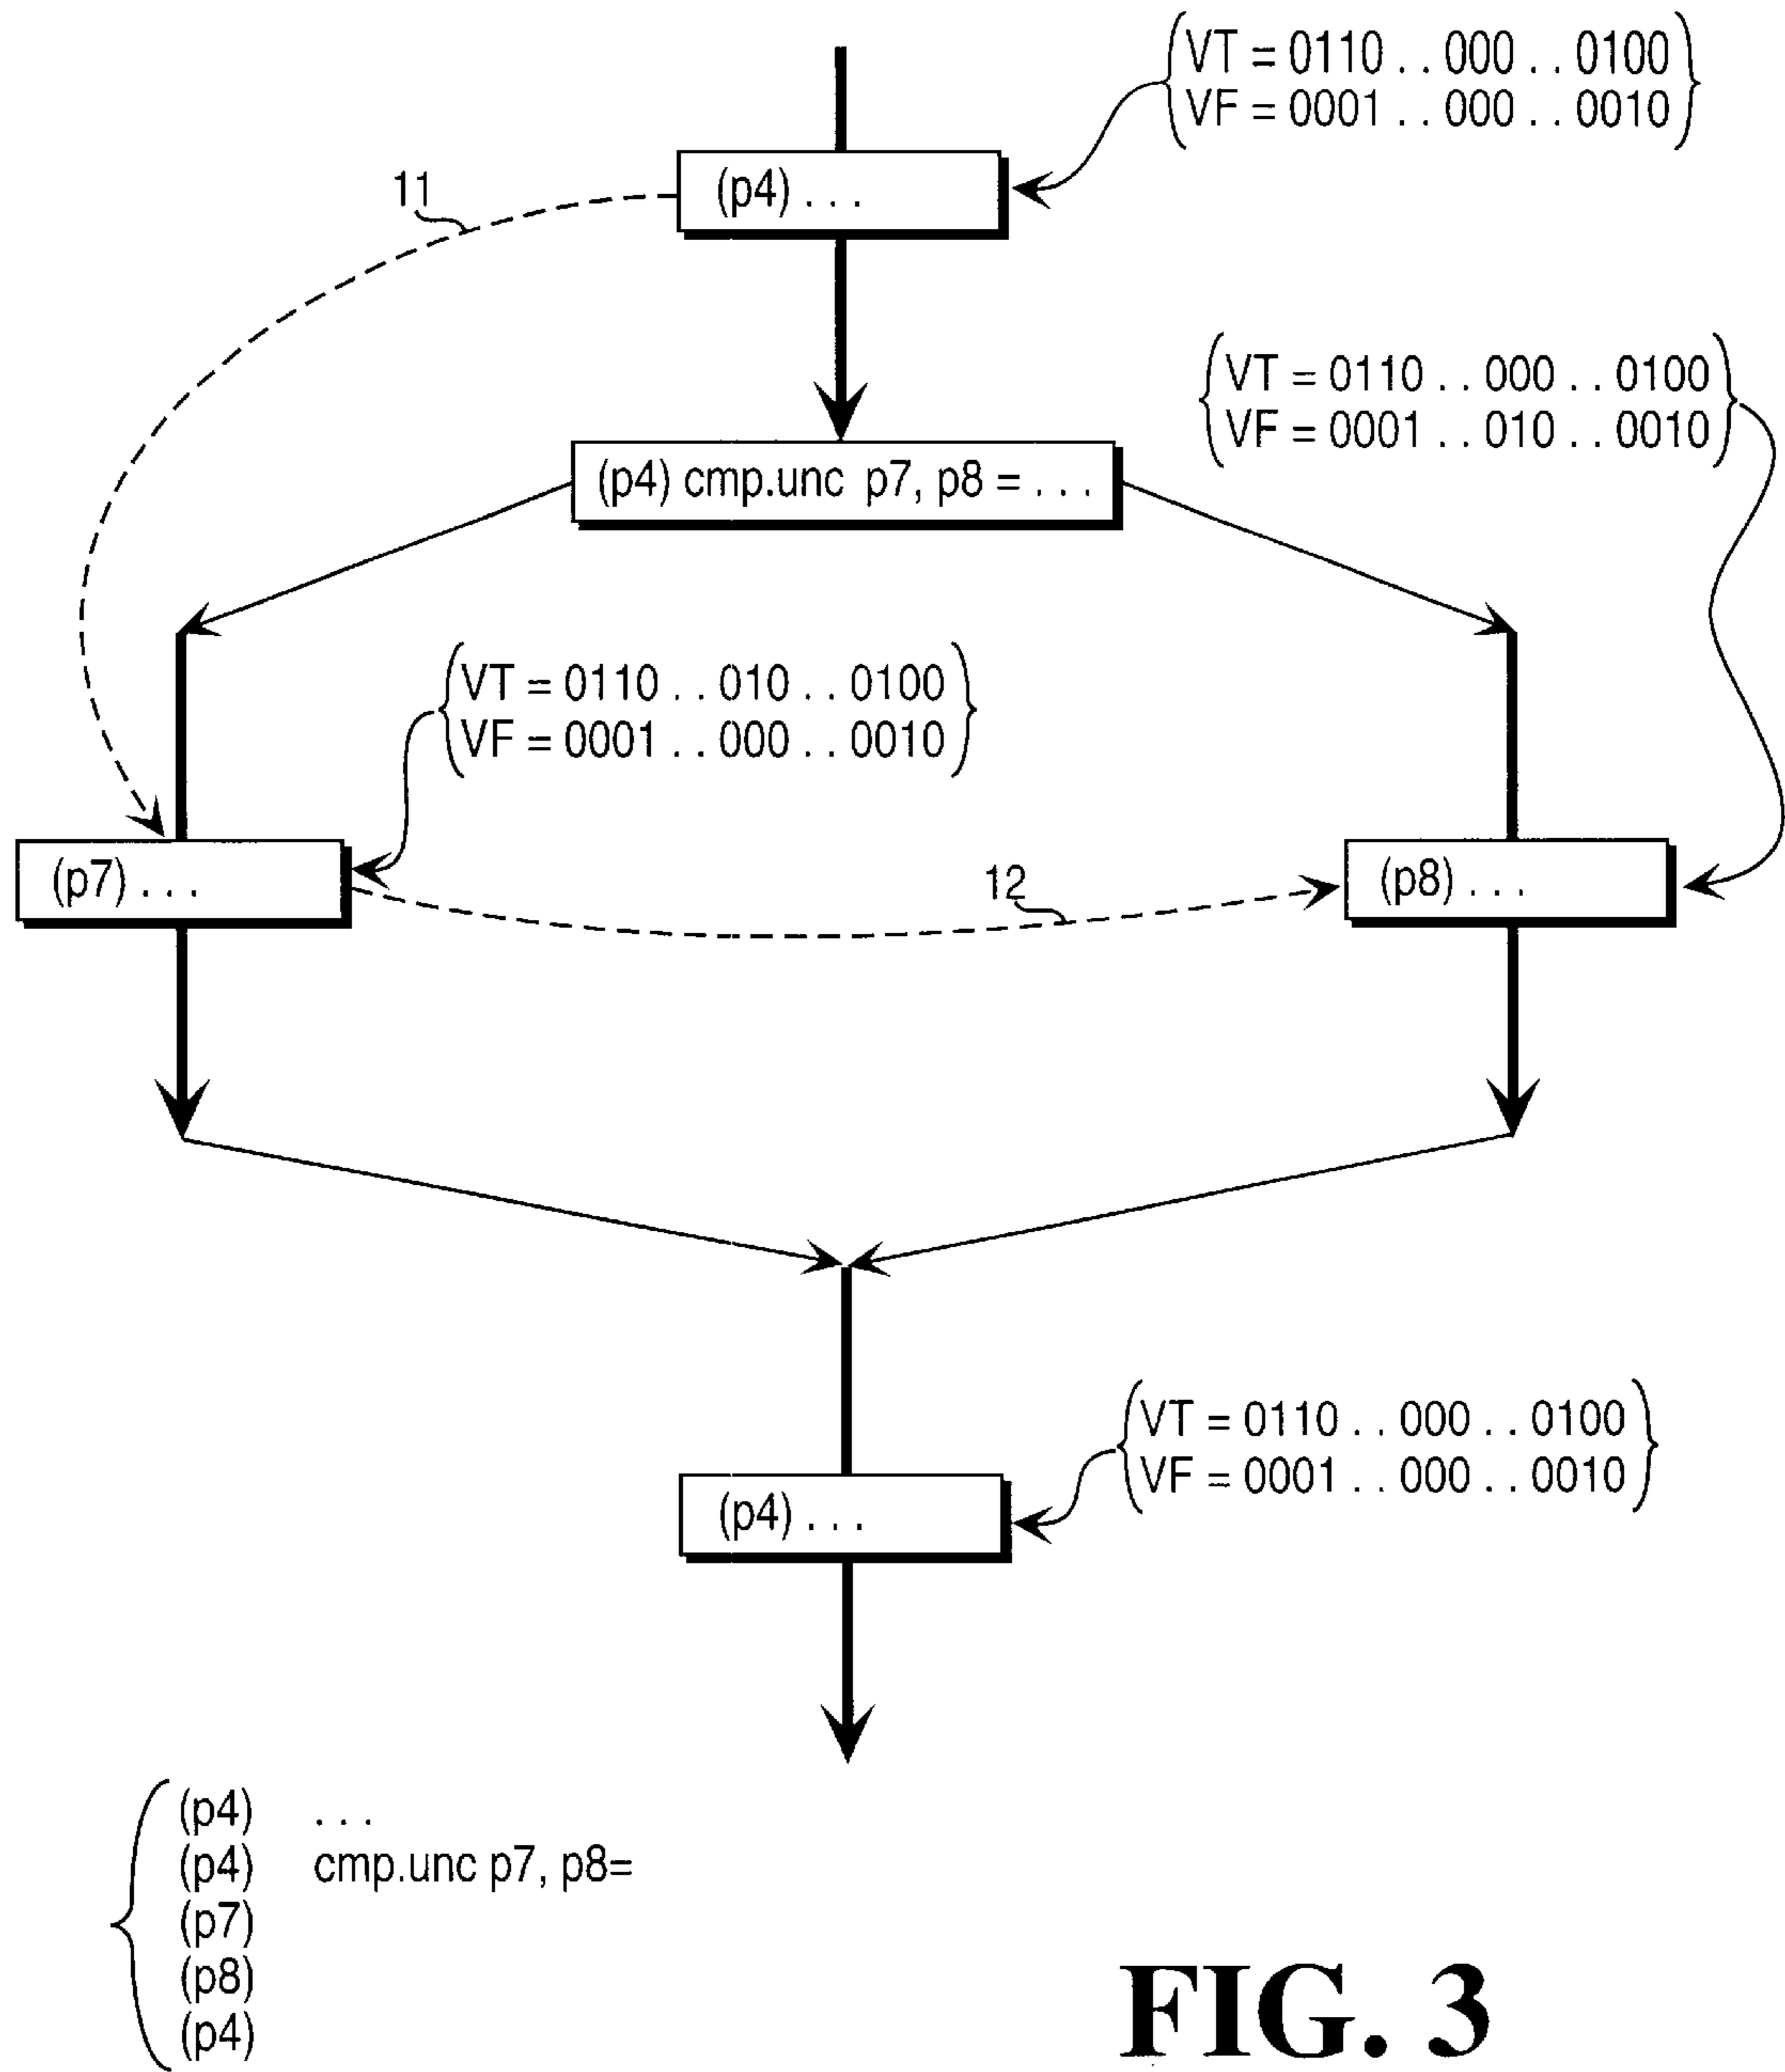 VT = 0110 . . 000 . . 0100
VF = 0001 . . 000 . . 0010
11
(p4) . . .
VT = 0110 . . 000 . . 0100
VF = 0001 . . 010 . . 0010
(p4) cmp.unc p7, p8 = . . .
VT = 0110 . . 010 . . 0100
VF = 0001 . . 000 . . 0010
(p7) . . .
12
(p8) . . .
VT = 0110 . . 000 . . 0100
VF = 0001 . . 000 . . 0010
(p4) . . .
(p4) . . .
(p4) cmp.unc p7, p8=
(p7)
(p8)
(p4)
FIG. 3